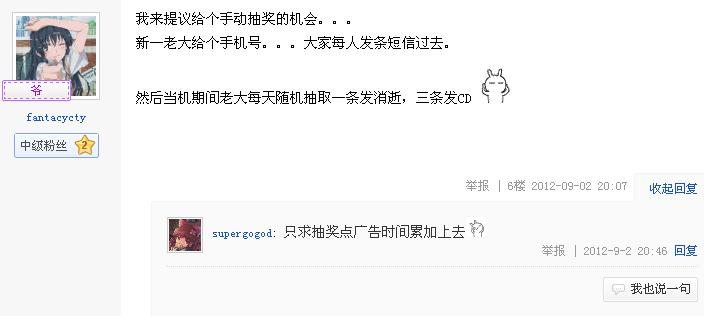 我来提议给个手动抽奖的机会。。。
新一老大给个手机号。。。大家每人发条短信过去。
然后当机期间老大每天随机抽取一条发消逝，三条发CD
爷
fantacycty
中级粉丝 2
举报 | 6楼 2012-09-02 20:07 收起回复
supergogod: 只求抽奖点广告时间累加上去
举报 | 2012-9-2 20:46 回复
我也说一句